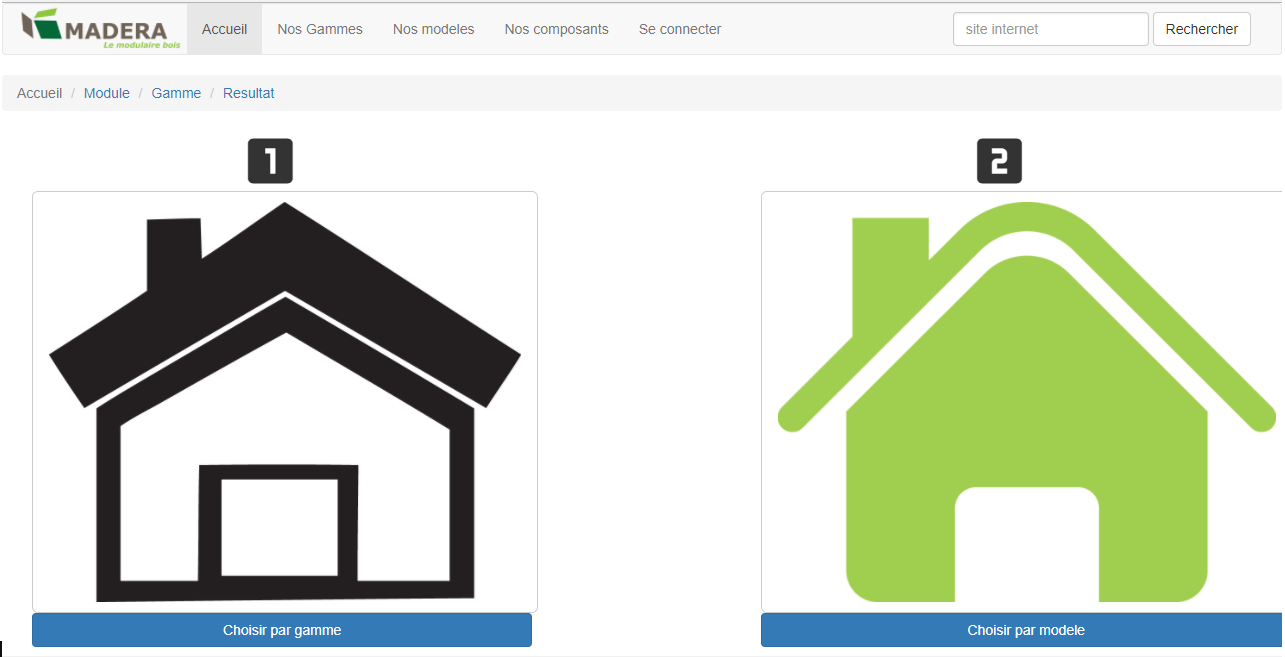 MADERA
Le modulaire bois
Accueil
Nos Gammes
Nos modeles
Nos composants
Se connecter
site internet
Rechercher
Accueil / Module / Gamme / Resultat
1
2
Choisir par gamme
Choisir par modele